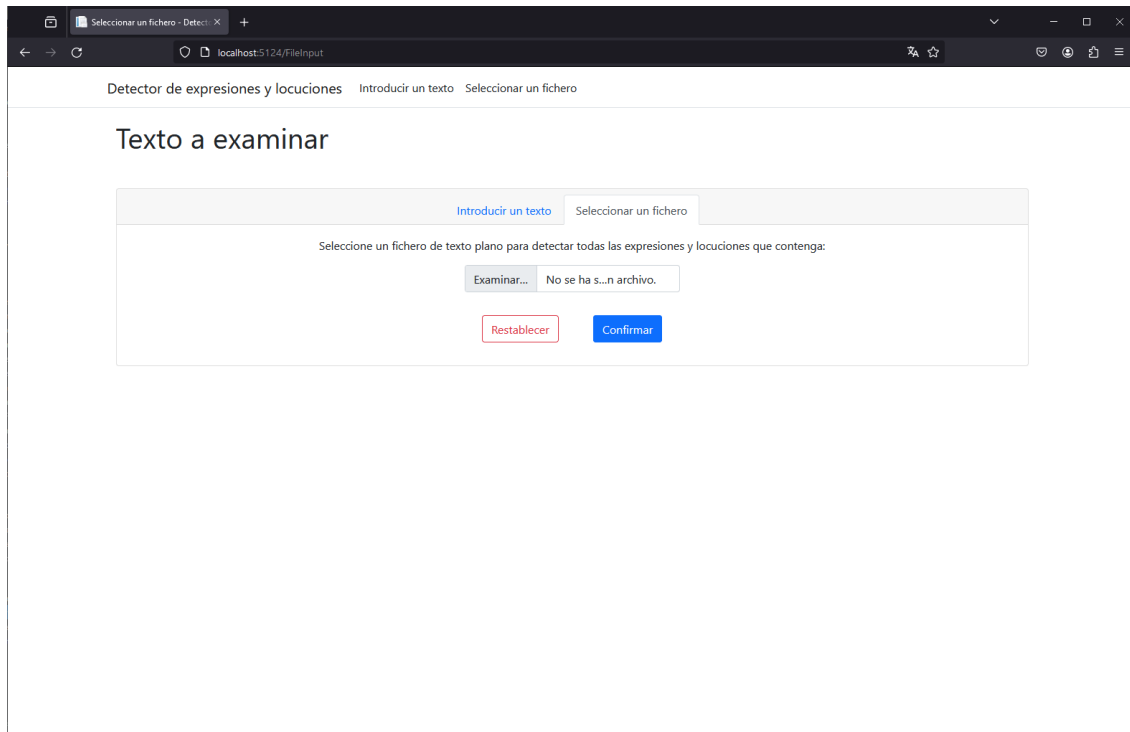 Seleccionar un fichero - Detect
localhost:5124/FileInput
Detector de expresiones y locuciones Introducir un texto Seleccionar un fichero
Texto a examinar
Introducir un texto Seleccionar un fichero
Seleccione un fichero de texto plano para detectar todas las expresiones y locuciones que contenga:
Examinar... No se ha s...n archivo.
Restablecer Confirmar